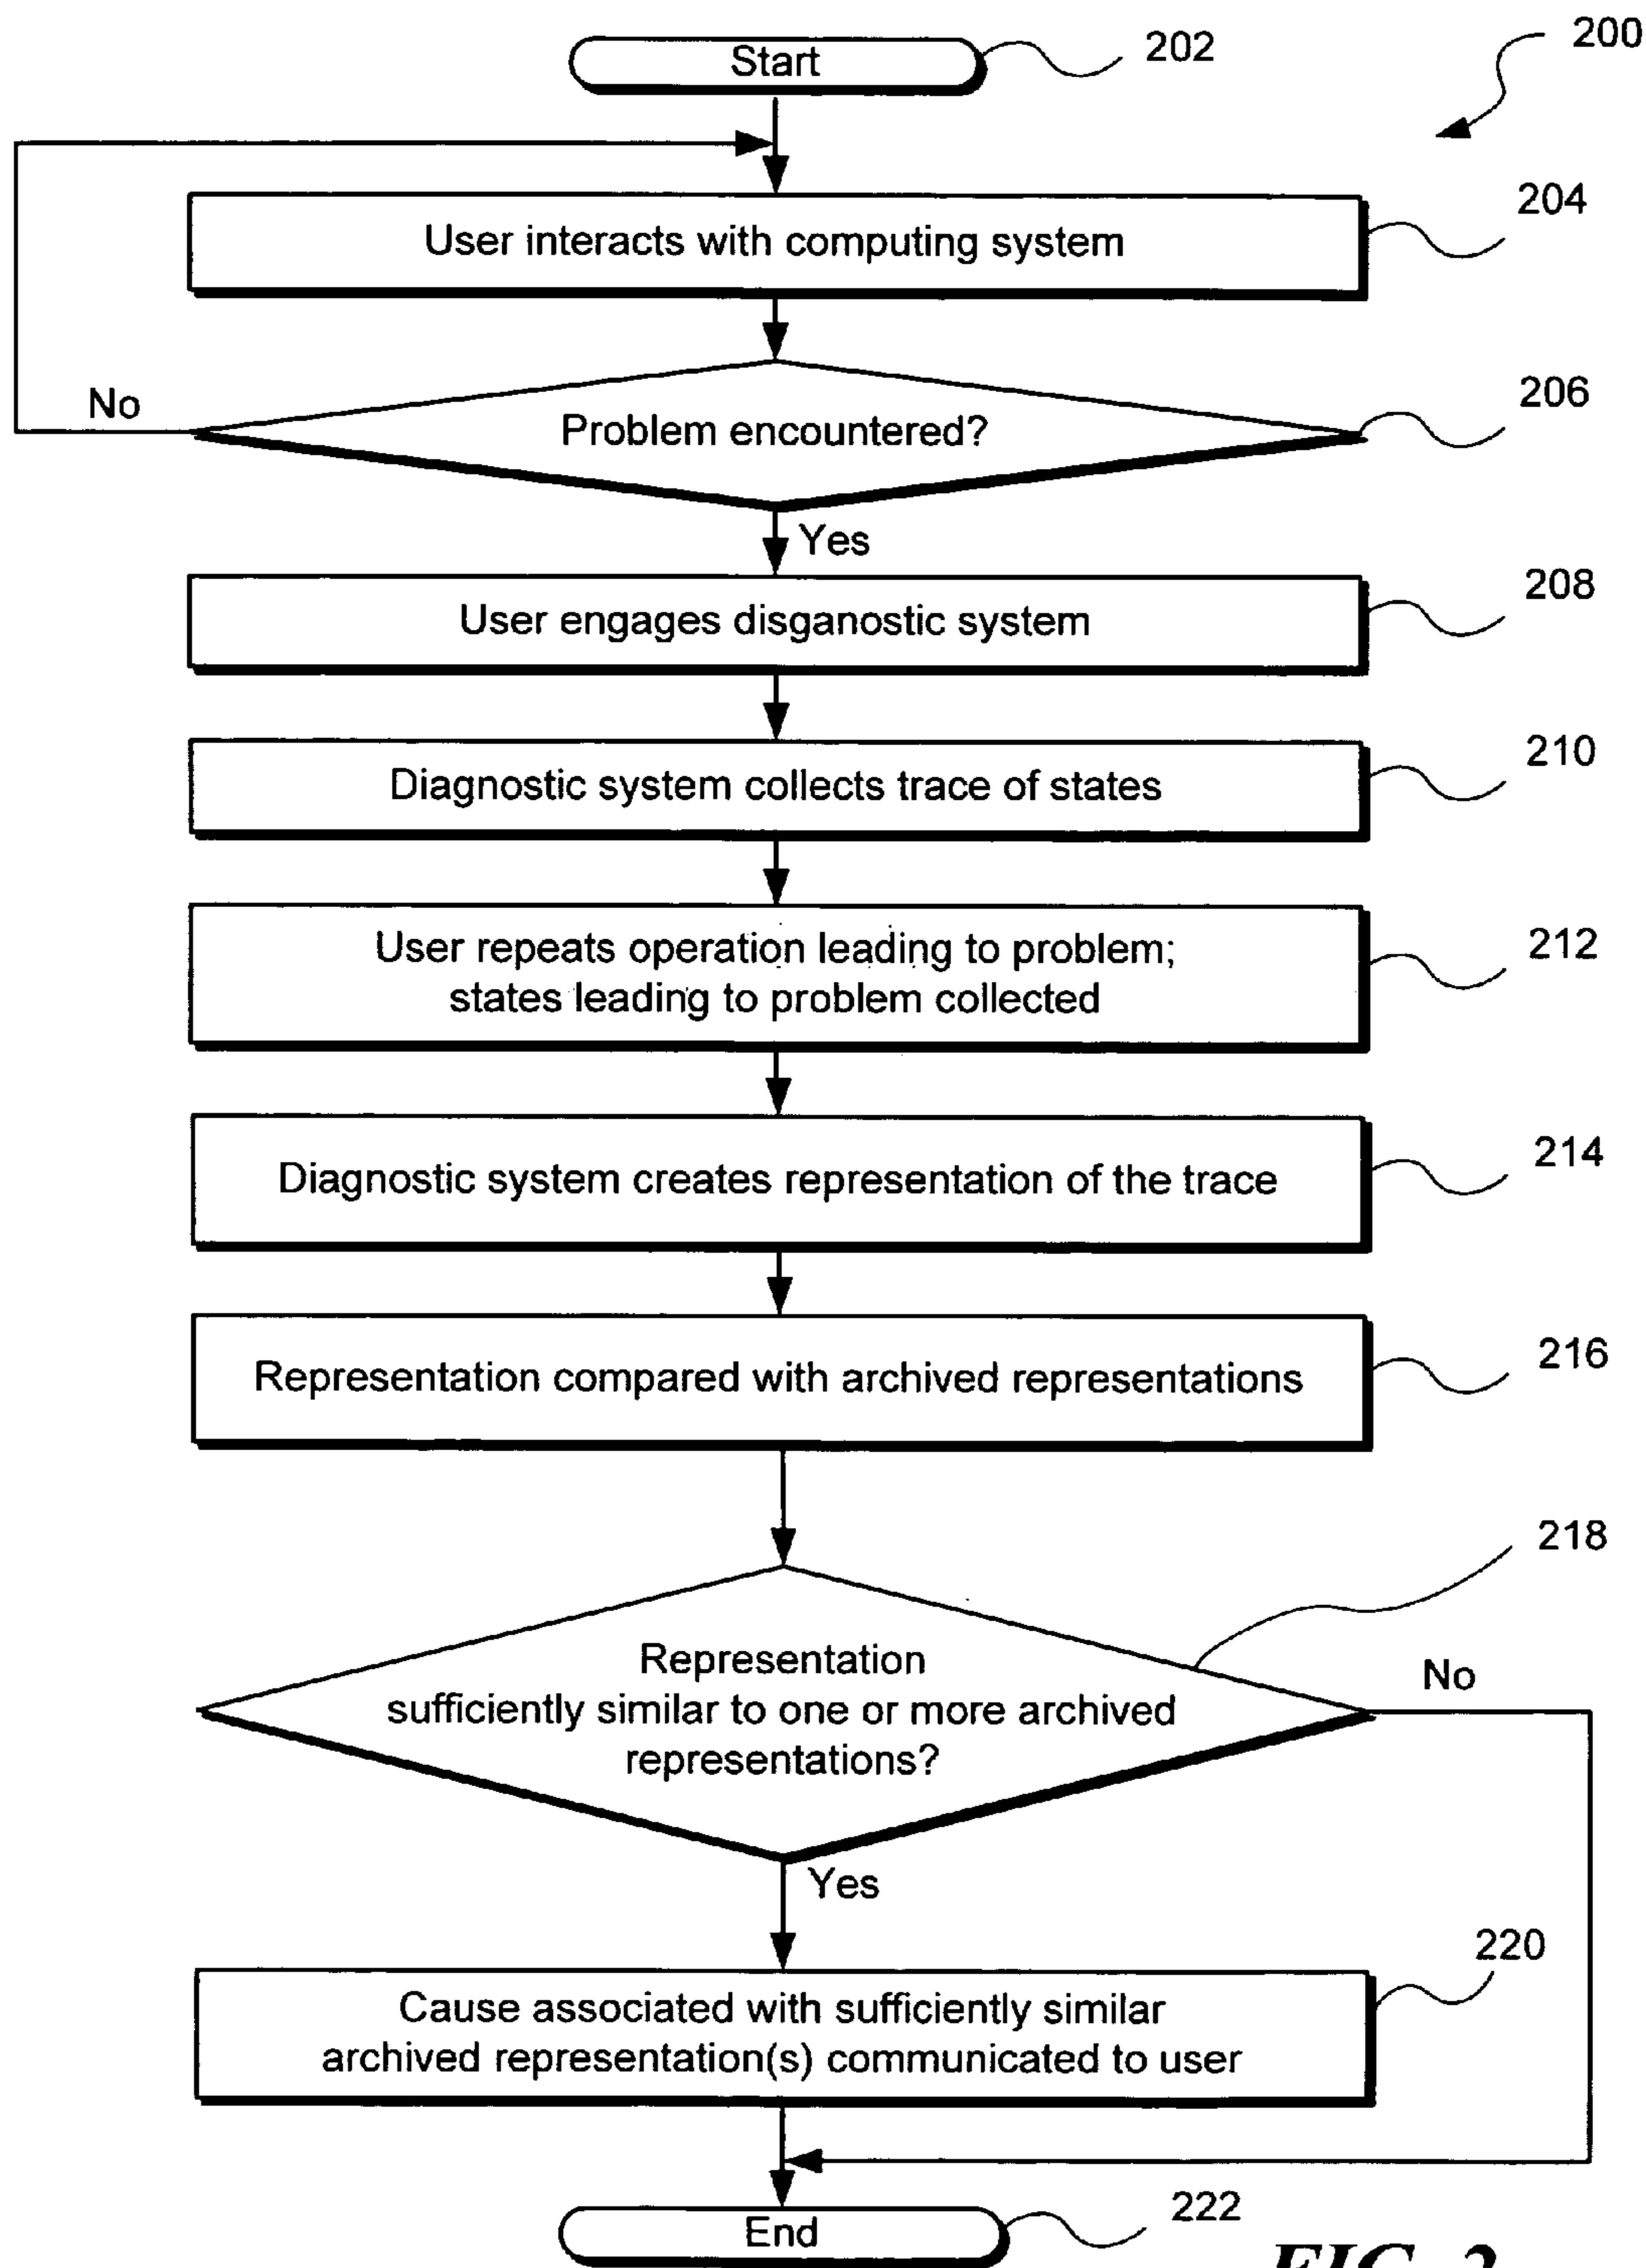 200
Start
202
User interacts with computing system
204
Problem encountered?
206
No
Yes
User engages disganostic system
208
Diagnostic system collects trace of states
210
User repeats operation leading to problem;
states leading to problem collected
212
Diagnostic system creates representation of the trace
214
Representation compared with archived representations
216
218
Representation
sufficiently similar to one or more archived
representations?
No
Yes
220
Cause associated with sufficiently similar
archived representation(s) communicated to user
End
222
FIG. 2